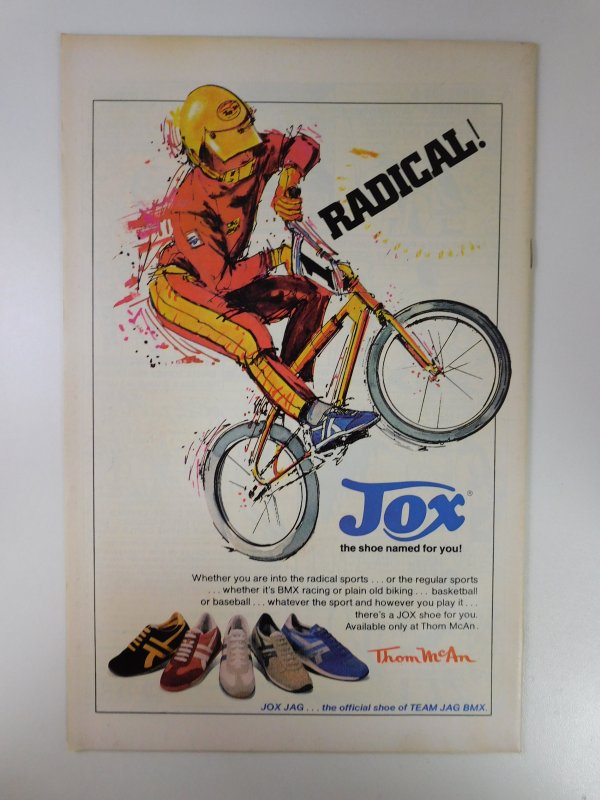 RADICAL!
1
Jox®
the shoe named for you!
Whether you are into the radical sports . . . or the regular sports
. . . whether it's BMX racing or plain old biking . . . basketball
or baseball . . . whatever the sport and however you play it . . .
there's a JOX shoe for you.
Available only at Thom McAn.
Thom McAn
JOX JAG . . . the official shoe of TEAM JAG BMX.